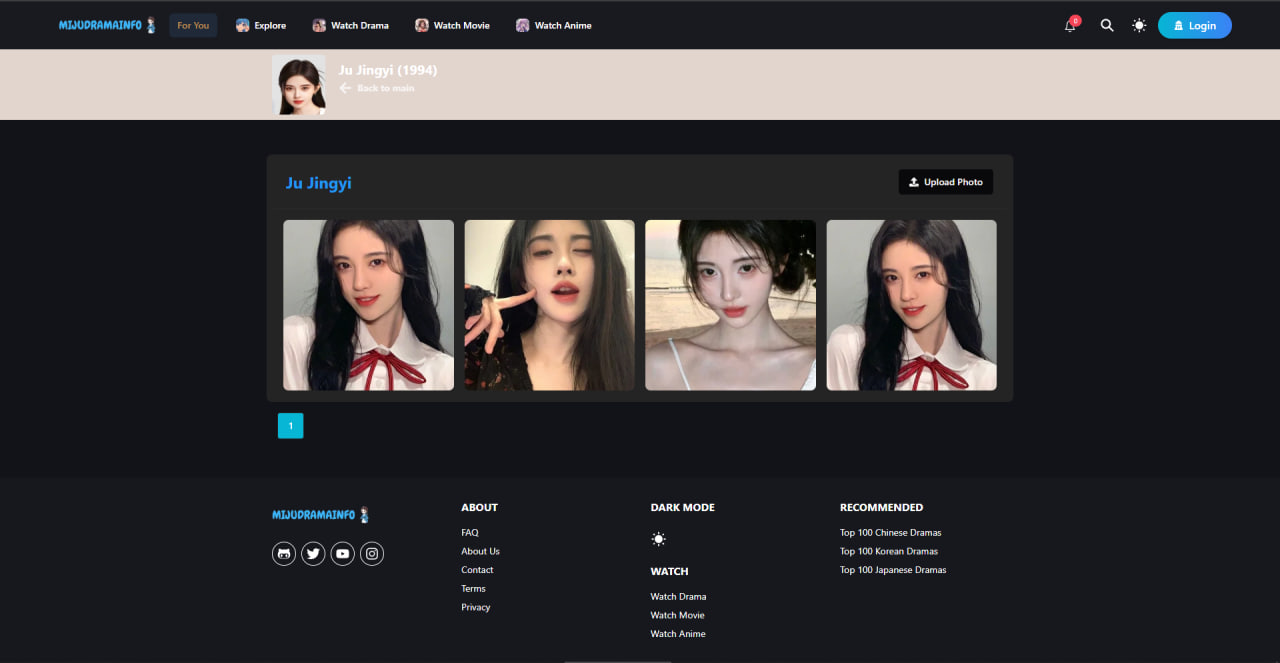 MIJUDRAMAINFO For You Explore Watch Drama Watch Movie Watch Anime 0 Login
Ju Jingyi (1994)
Back to main
Ju Jingyi Upload Photo
1
MIJUDRAMAINFO
ABOUT
FAQ
About Us
Contact
Terms
Privacy
DARK MODE
WATCH
Watch Drama
Watch Movie
Watch Anime
RECOMMENDED
Top 100 Chinese Dramas
Top 100 Korean Dramas
Top 100 Japanese Dramas